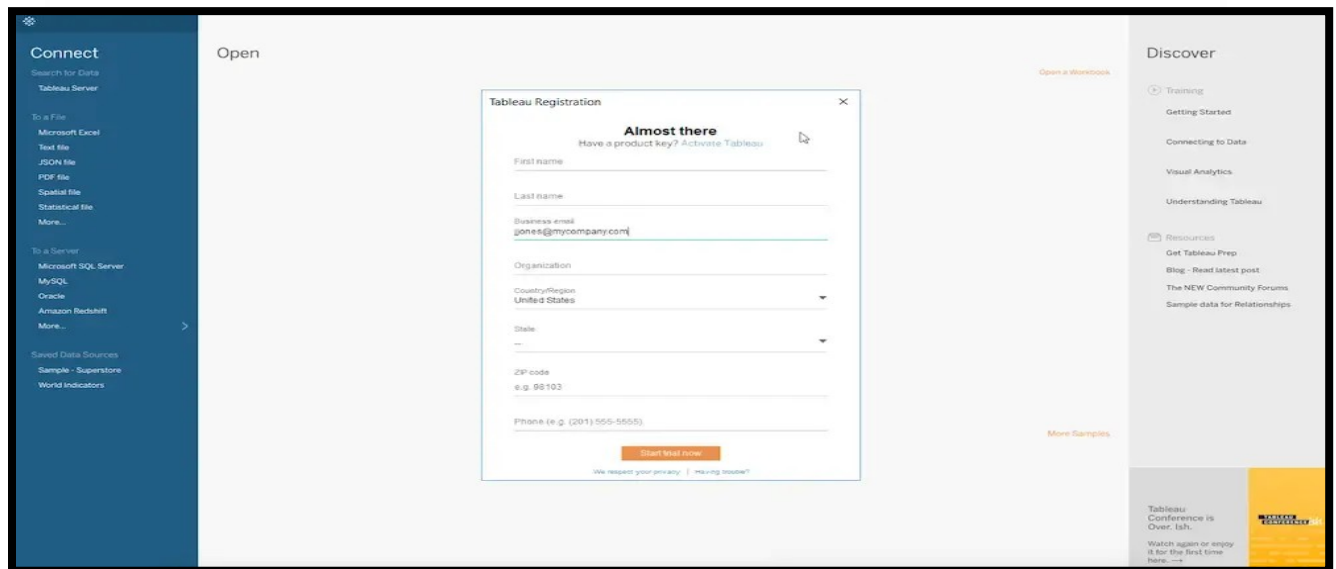 Connect
Search for Data
Tableau Server
To a File
Microsoft Excel
Text file
JSON file
PDF file
Spatial file
Statistical file
More...
To a Server
Microsoft SQL Server
MySQL
Oracle
Amazon Redshift
More...
Saved Data Sources
Sample - Superstore
World Indicators
Open
Open a Workbook
More Samples
Tableau Registration
Almost there
Have a product key? Activate Tableau
First name
Last name
Business email
jjones@mycompany.com
Organization
Country/Region
United States
State
--
ZIP code
e.g. 98103
Phone (e.g. (201) 555-5555)
Start trial now
We respect your privacy | Having trouble?
Discover
Training
Getting Started
Connecting to Data
Visual Analytics
Understanding Tableau
Resources
Get Tableau Prep
Blog - Read latest post
The NEW Community Forums
Sample data for Relationships
Tableau
Conference is
Over. Ish.
Watch again or enjoy
it for the first time
here. →
TABLEAU
CONFERENCE